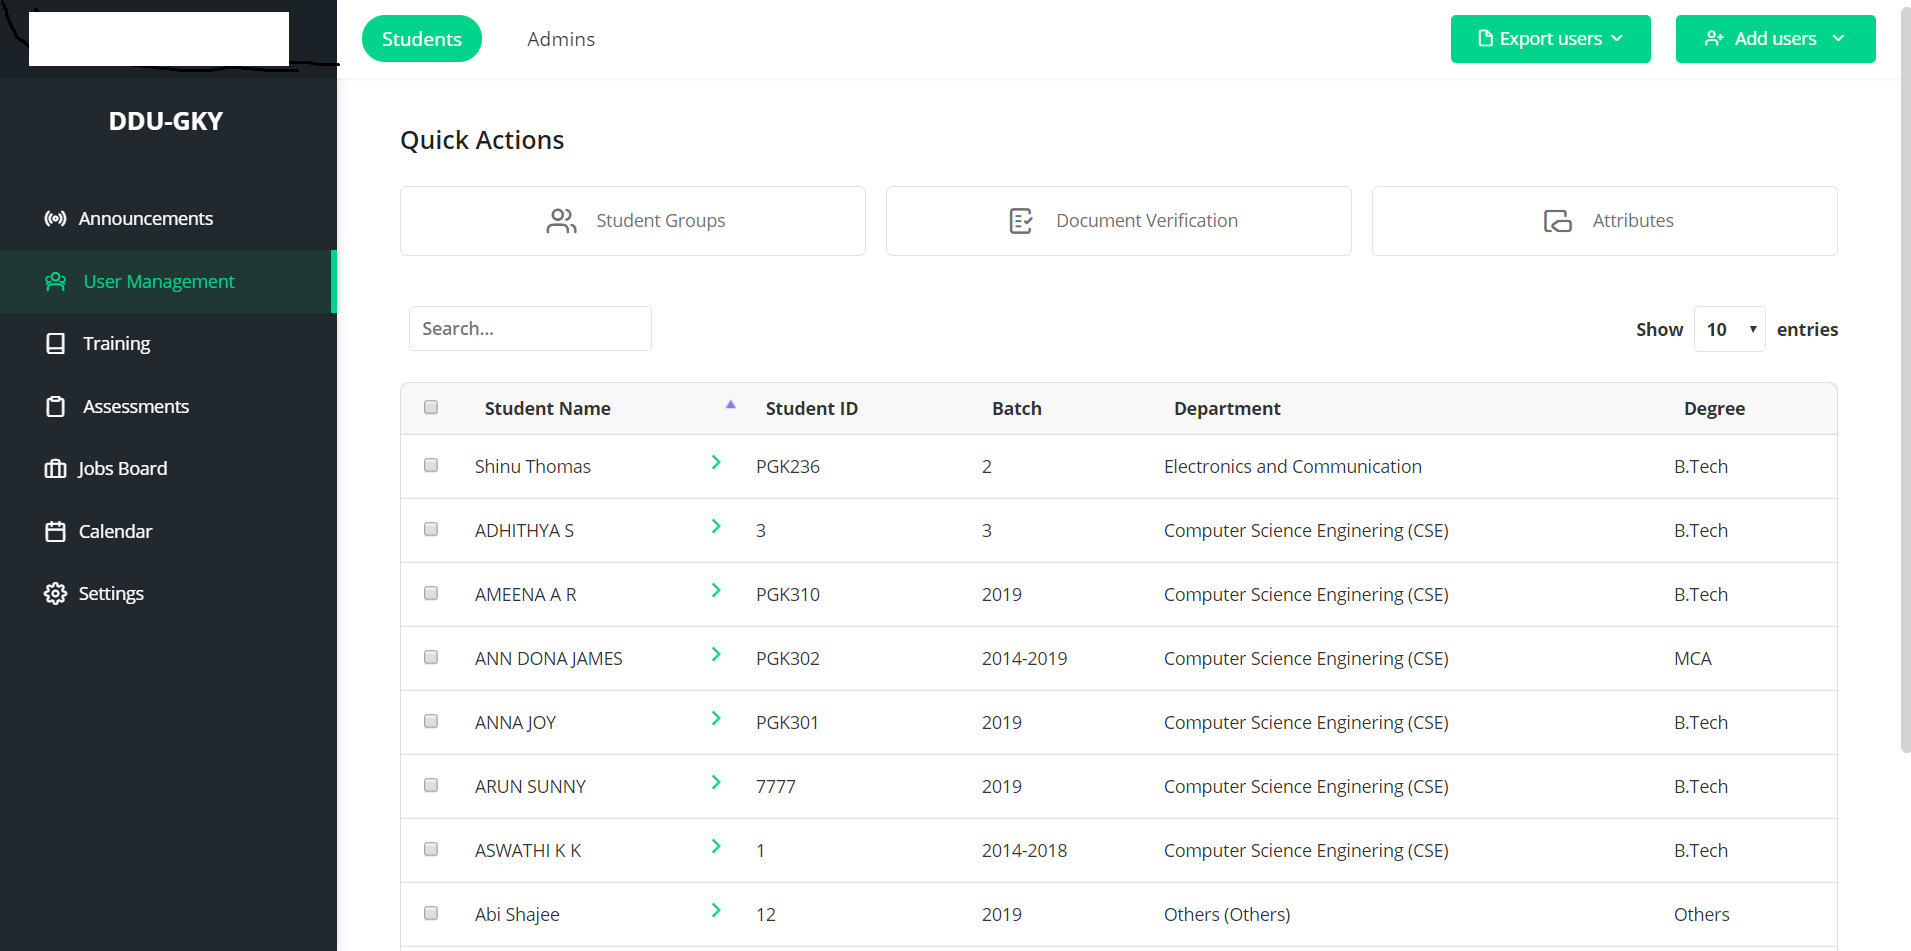 Students Admins Export users Add users
DDU-GKY
Quick Actions
Announcements
User Management
Training
Assessments
Jobs Board
Calendar
Settings
Student Groups Document Verification Attributes
Search... Show 10 entries
Student Name Student ID Batch Department Degree
Shinu Thomas PGK236 2 Electronics and Communication B.Tech
ADHITHYA S 3 3 Computer Science Enginering (CSE) B.Tech
AMEENA A R PGK310 2019 Computer Science Enginering (CSE) B.Tech
ANN DONA JAMES PGK302 2014-2019 Computer Science Enginering (CSE) MCA
ANNA JOY PGK301 2019 Computer Science Enginering (CSE) B.Tech
ARUN SUNNY 7777 2019 Computer Science Enginering (CSE) B.Tech
ASWATHI K K 1 2014-2018 Computer Science Enginering (CSE) B.Tech
Abi Shajee 12 2019 Others (Others) Others